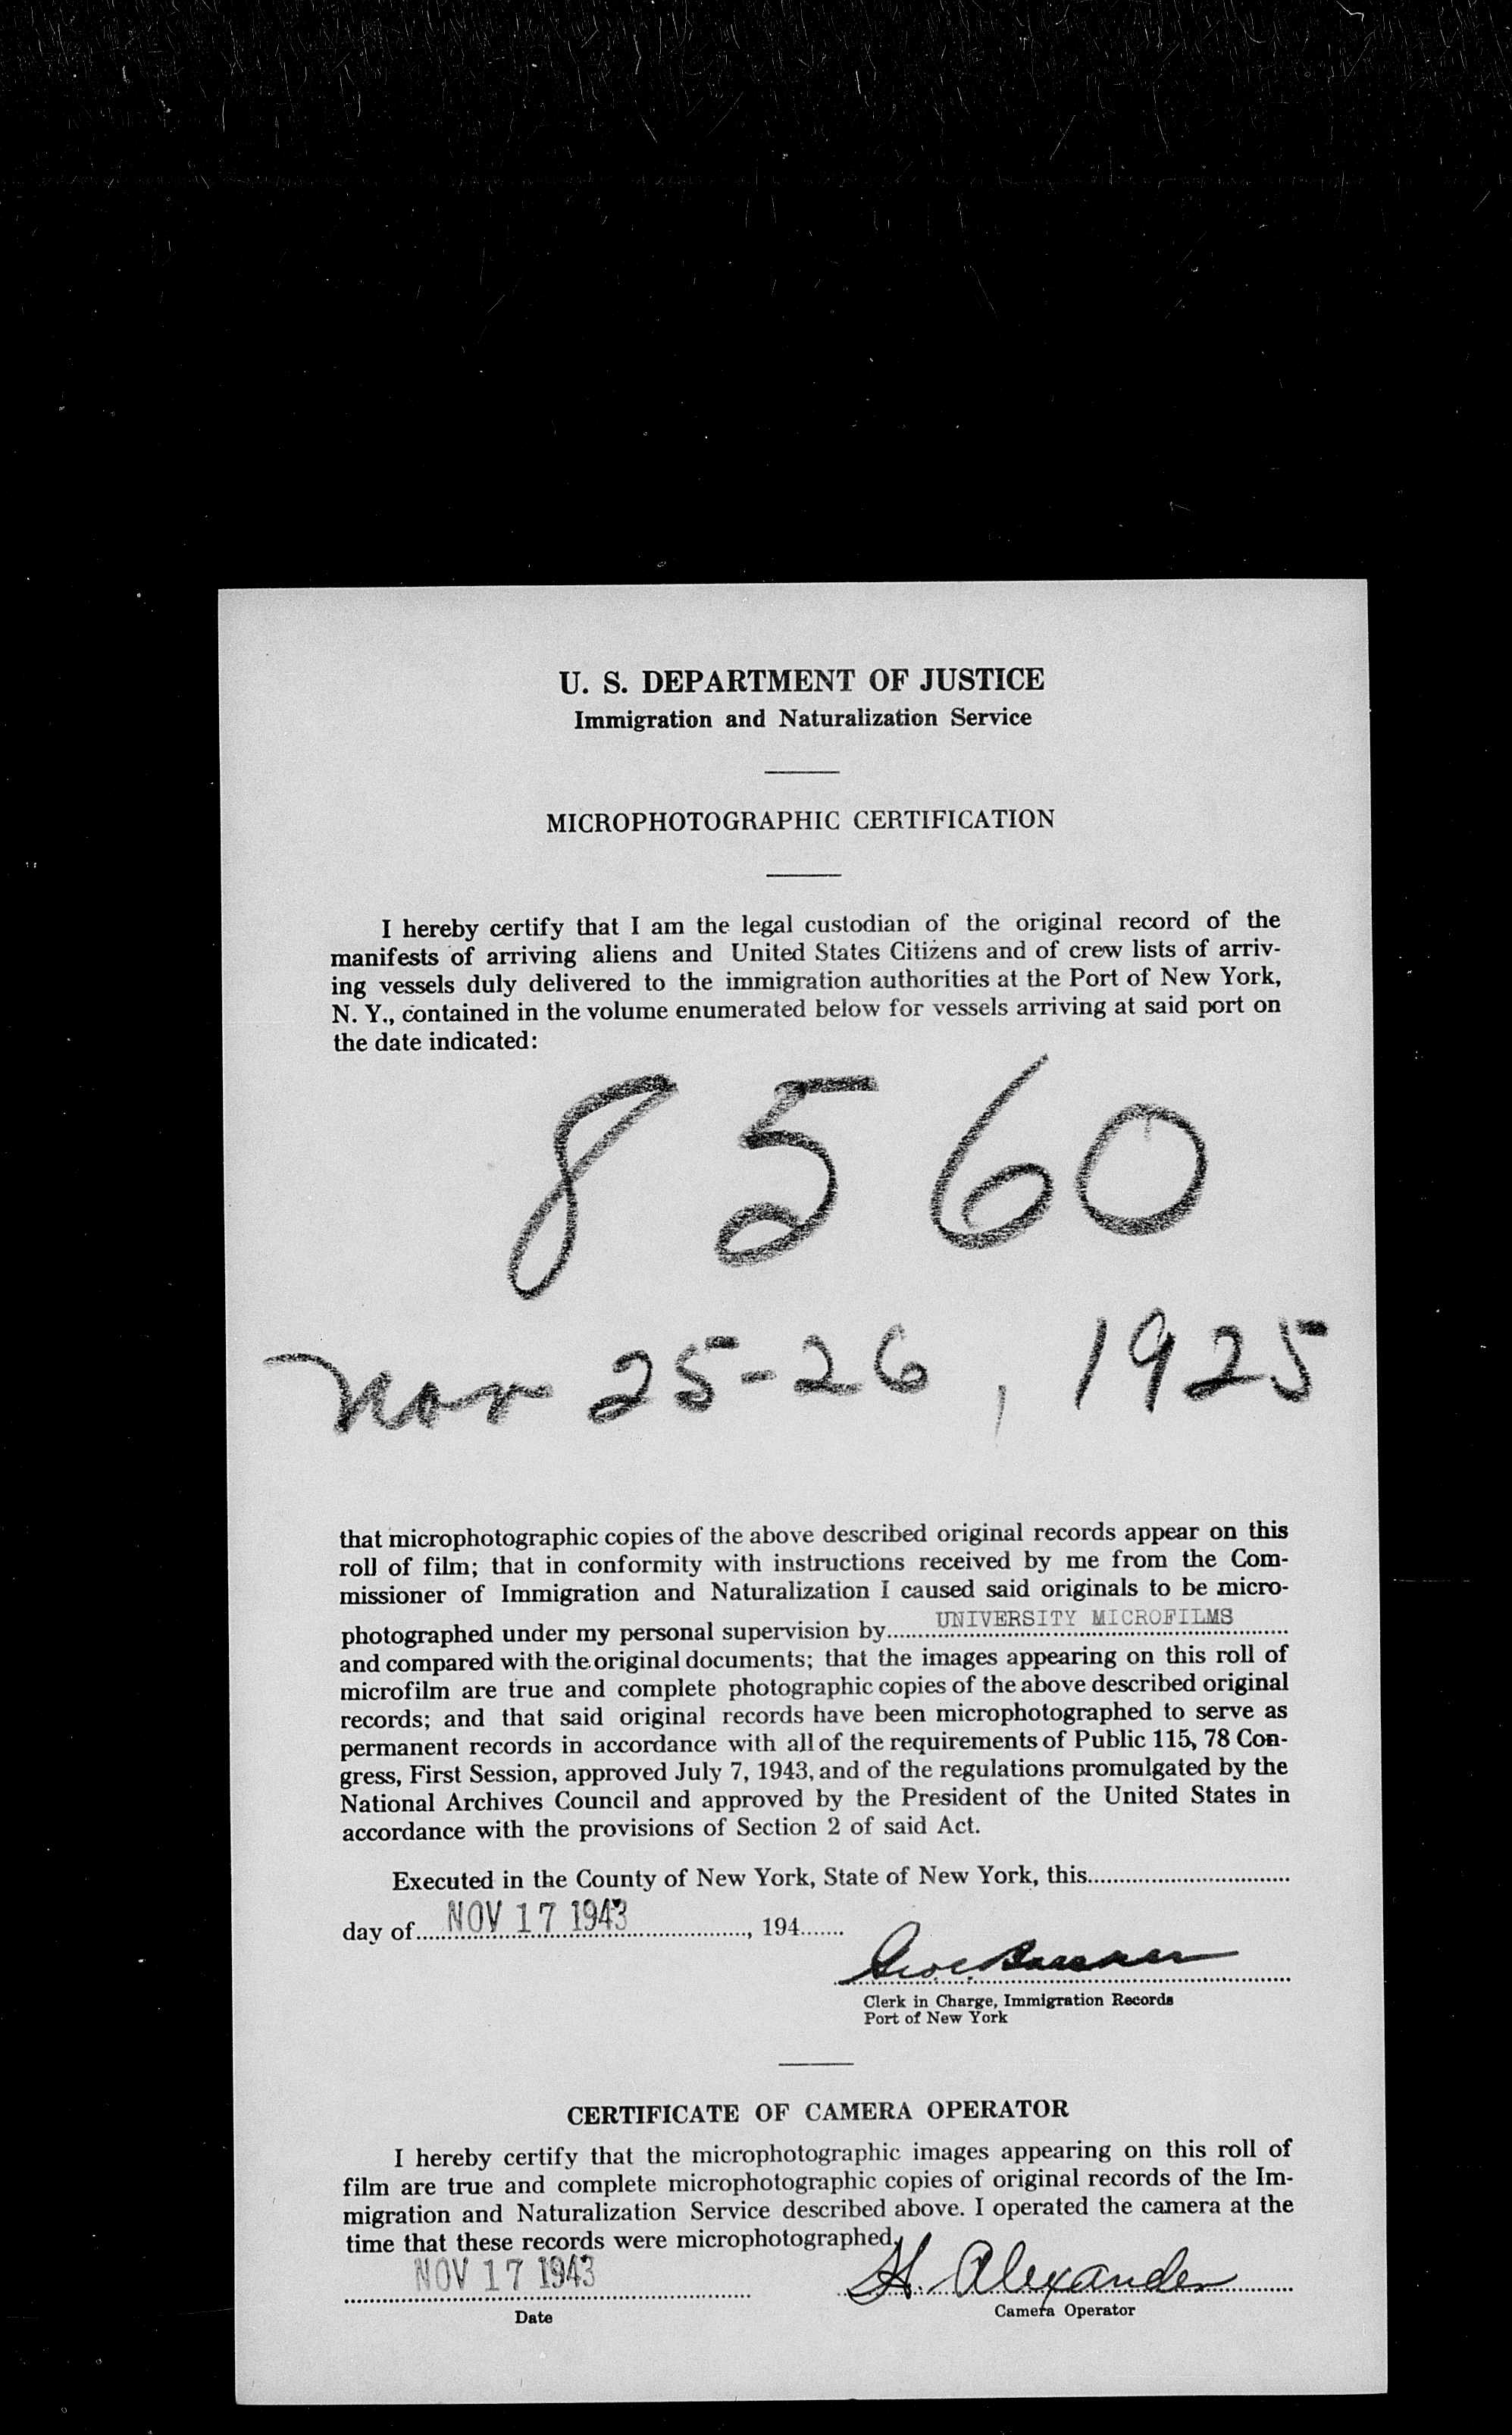 U. S. DEPARTMENT OF JUSTICE
Immigration and Naturalization Service
MICROPHOTOGRAPHIC CERTIFICATION
I hereby certify that I am the legal custodian of the original record of the
manifests of arriving aliens and United States Citizens and of crew lists of arriv-
ing vessels duly delivered to the immigration authorities at the Port of New York,
N. Y., contained in the volume enumerated below for vessels arriving at said port on
the date indicated:
8560
Nov 25-26, 1925
that microphotographic copies of the above described original records appear on this
roll of film; that in conformity with instructions received by me from the Com-
missioner of Immigration and Naturalization I caused said originals to be micro-
photographed under my personal supervision by UNIVERSITY MICROFILMS
and compared with the original documents; that the images appearing on this roll of
microfilm are true and complete photographic copies of the above described original
records; and that said original records have been microphotographed to serve as
permanent records in accordance with all of the requirements of Public 115, 78 Con-
gress, First Session, approved July 7, 1943, and of the regulations promulgated by the
National Archives Council and approved by the President of the United States in
accordance with the provisions of Section 2 of said Act.
Executed in the County of New York, State of New York, this
day of NOV 17 1943, 194
Clerk in Charge, Immigration Records
Port of New York
CERTIFICATE OF CAMERA OPERATOR
I hereby certify that the microphotographic images appearing on this roll of
film are true and complete microphotographic copies of original records of the Im-
migration and Naturalization Service described above. I operated the camera at the
time that these records were microphotographed.
NOV 17 1943 H. Alexander
Date Camera Operator